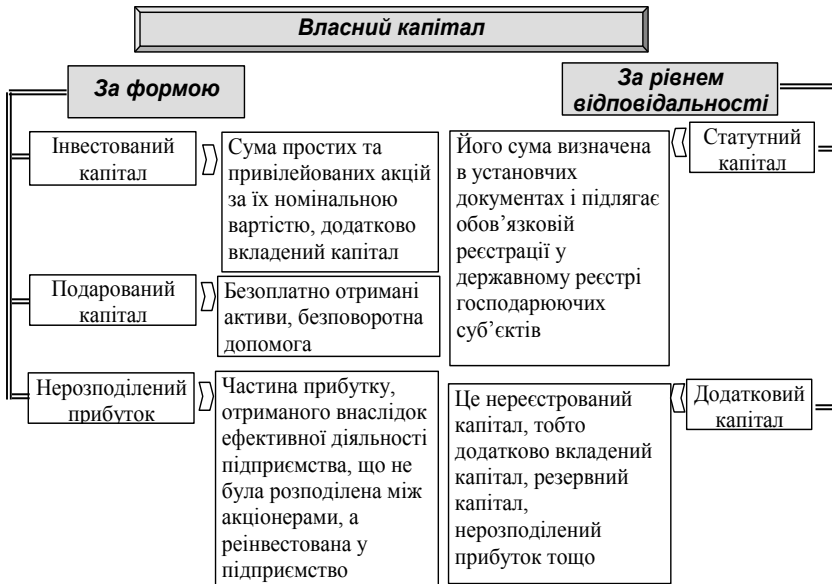 Власний капітал
За формою
За рівнем
відповідальності
Інвестований
капітал
Сума простих та
привілейованих акцій
за їх номінальною
вартістю, додатково
вкладений капітал
Його сума визначена
в установчих
документах і підлягає
обов’язковій
реєстрації у
державному реєстрі
господарюючих
суб’єктів
Статутний
капітал
Подарований
капітал
Безоплатно отримані
активи, безповоротна
допомога
Нерозподілений
прибуток
Частина прибутку,
отриманого внаслідок
ефективної діяльності
підприємства, що не
була розподілена між
акціонерами, а
реінвестована у
підприємство
Це нереєстрований
капітал, тобто
додатково вкладений
капітал, резервний
капітал,
нерозподілений
прибуток тощо
Додатковий
капітал